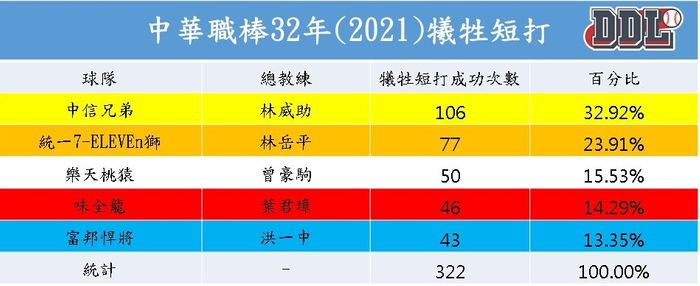 中華職棒32年(2021)犧牲短打
DDL
球隊 總教練 犧牲短打成功次數 百分比
中信兄弟 林威助 106 32.92%
統一7-ELEVEn獅 林岳平 77 23.91%
樂天桃猿 曾豪駒 50 15.53%
味全龍 葉君璋 46 14.29%
富邦悍將 洪一中 43 13.35%
統計 - 322 100.00%